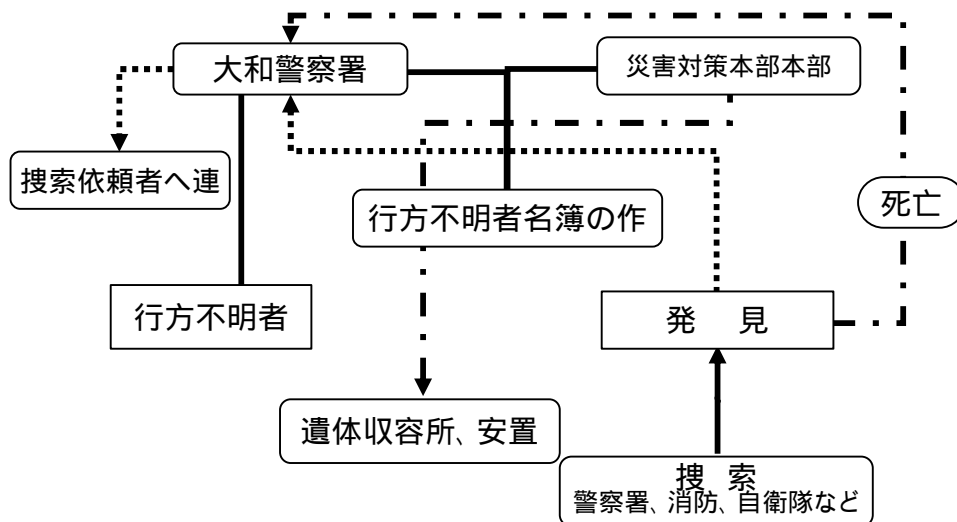 大和警察署
災害対策本部本部
捜索依頼者へ連
行方不明者名簿の作
死亡
行方不明者
発 見
遺体収容所、安置
捜 索
警察署、消防、自衛隊など